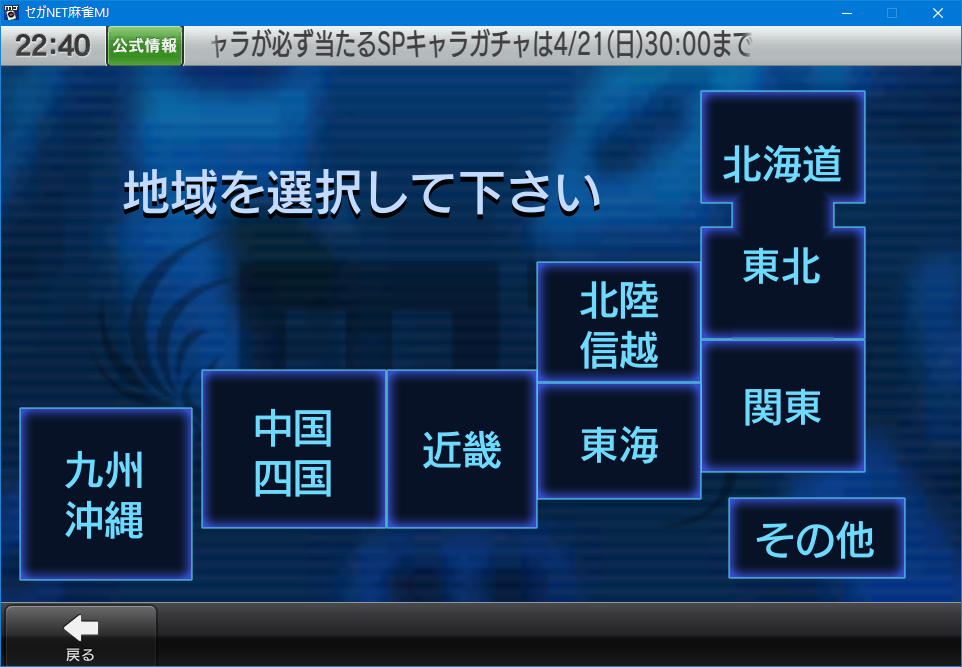 セガNET麻雀MJ
22:40
公式情報
ャラが必ず当たるSPキャラガチャは4/21(日)30:00まで
地域を選択して下さい
北海道
東北
北陸
信越
関東
東海
近畿
中国
四国
九州
沖縄
その他
戻る